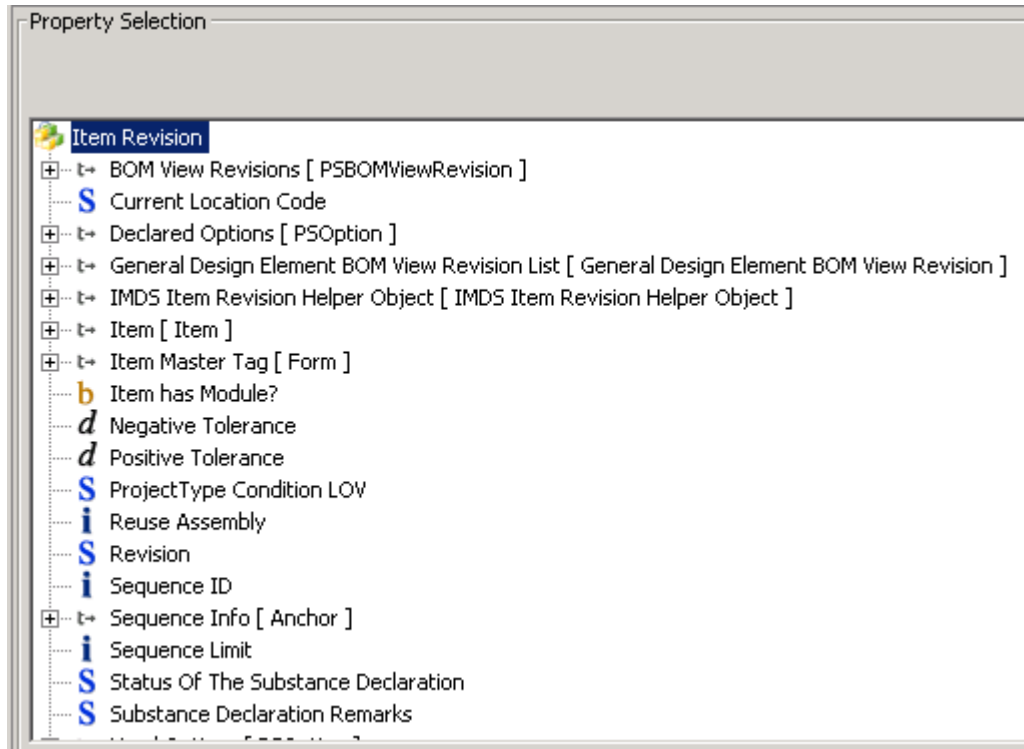 Property Selection
Item Revision
BOM View Revisions [ PSBOMViewRevision ]
S Current Location Code
Declared Options [ PSOption ]
General Design Element BOM View Revision List [ General Design Element BOM View Revision ]
IMDS Item Revision Helper Object [ IMDS Item Revision Helper Object ]
Item [ Item ]
Item Master Tag [ Form ]
b Item has Module?
d Negative Tolerance
d Positive Tolerance
S ProjectType Condition LOV
i Reuse Assembly
S Revision
i Sequence ID
Sequence Info [ Anchor ]
i Sequence Limit
S Status Of The Substance Declaration
S Substance Declaration Remarks